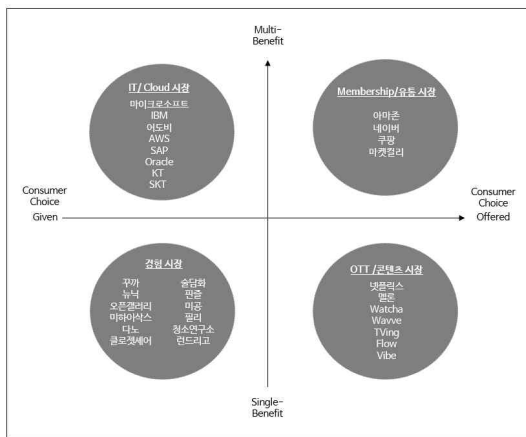 Multi-
Benefit
IT/ Cloud 시장
마이크로소프트
IBM
어도비
AWS
SAP
Oracle
KT
SKT
Membership/유통 시장
아마존
네이버
쿠팡
마켓컬리
Consumer
Choice
Given
Consumer
Choice
Offered
경험 시장
꾸까
뉴닉
오픈갤러리
미하이삭스
다노
클로젯셰어
술담화
핀즐
미공
필리
청소연구소
런드리고
OTT /콘텐츠 시장
넷플릭스
멜론
Watcha
Wavve
TVing
Flow
Vibe
Single-
Benefit